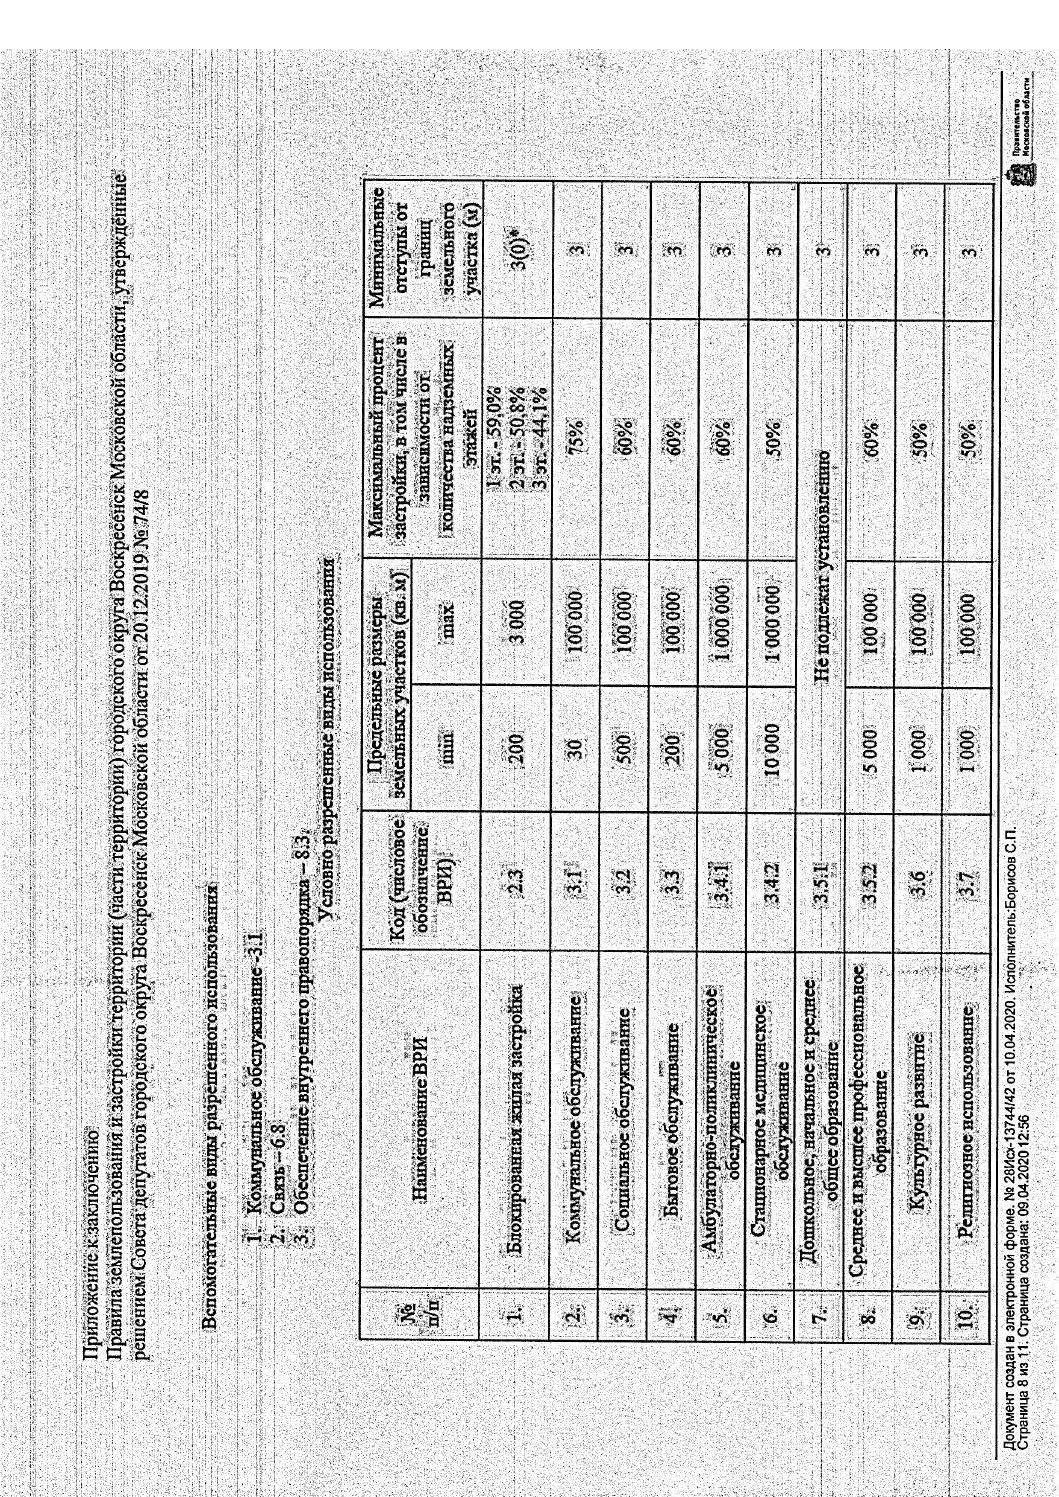 Приложение к заключению
Правила землепользования и застройки территории (части территории) городского округа Воскресенск Московской области, утверждённые
решением Совета депутатов городского округа Воскресенск Московской области от 20.12.2019 № 74/8
Вспомогательные виды разрешенного использования
1. Коммунальное обслуживание -3.1
2. Связь – 6.8
3. Обеспечение внутреннего правопорядка – 8.3.
Условно разрешенные виды использования
№ п/п
Наименование ВРИ
Код (числовое обозначение ВРИ)
Предельные размеры земельных участков (кв. м)
min
max
Максимальный процент застройки, в том числе в зависимости от количества надземных этажей
Минимальные отступы от границ земельного участка (м)
1. Блокированная жилая застройка 2.3 200 3 000 1 эт. - 59,0% 2 эт. - 50,8% 3 эт. - 44,1% 3(0)*
2. Коммунальное обслуживание 3.1 30 100 000 75% 3
3. Социальное обслуживание 3.2 500 100 000 60% 3
4. Бытовое обслуживание 3.3 200 100 000 60% 3
5. Амбулаторно-поликлиническое обслуживание 3.4.1 5 000 1 000 000 60% 3
6. Стационарное медицинское обслуживание 3.4.2 10 000 1 000 000 50% 3
7. Дошкольное, начальное и среднее общее образование 3.5.1 Не подлежат установлению 3
8. Среднее и высшее профессиональное образование 3.5.2 5 000 100 000 60% 3
9. Культурное развитие 3.6 1 000 100 000 50% 3
10. Религиозное использование 3.7 1 000 100 000 50% 3
Документ создан в электронной форме. № 28Исх-13744/42 от 10.04.2020. Исполнитель:Борисов С.П.
Страница 8 из 11. Страница создана: 09.04.2020 12:56
Правительство
Московской области